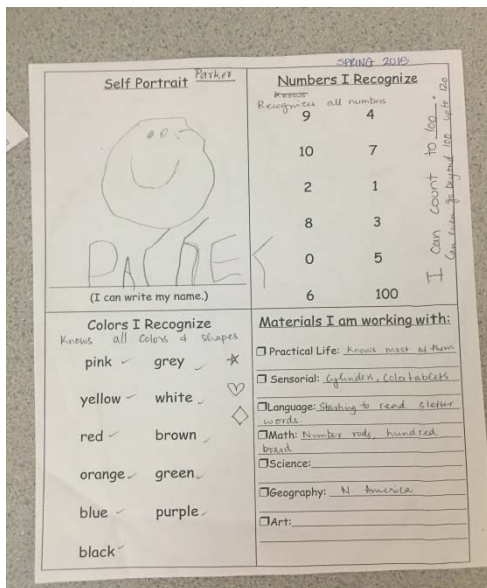 SPRING 2018
Self Portrait Parker
PARKER
(I can write my name.)
Numbers I Recognize
knows
Recognizes all numbers
9 4
10 7
2 1
8 3
0 5
6 100
I can count to 100.
Can even go beyond 100 upto 120
Colors I Recognize
Knows all colors & shapes
pink grey
yellow white
red brown
orange green
blue purple
black
Materials I am working with:
Practical Life: Knows most of them
Sensorial: Cylinders, Color tablets
Language: Starting to read 3 letter
words.
Math: Number rods, hundred
board
Science:
Geography: N. America
Art: